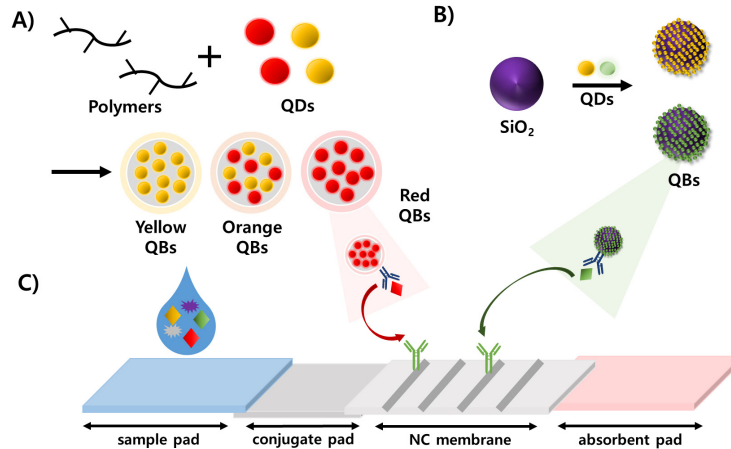 A)
Polymers
QDs
Yellow
QBs
Orange
QBs
Red
QBs
B)
SiO₂
QDs
QBs
C)
sample pad
conjugate pad
NC membrane
absorbent pad